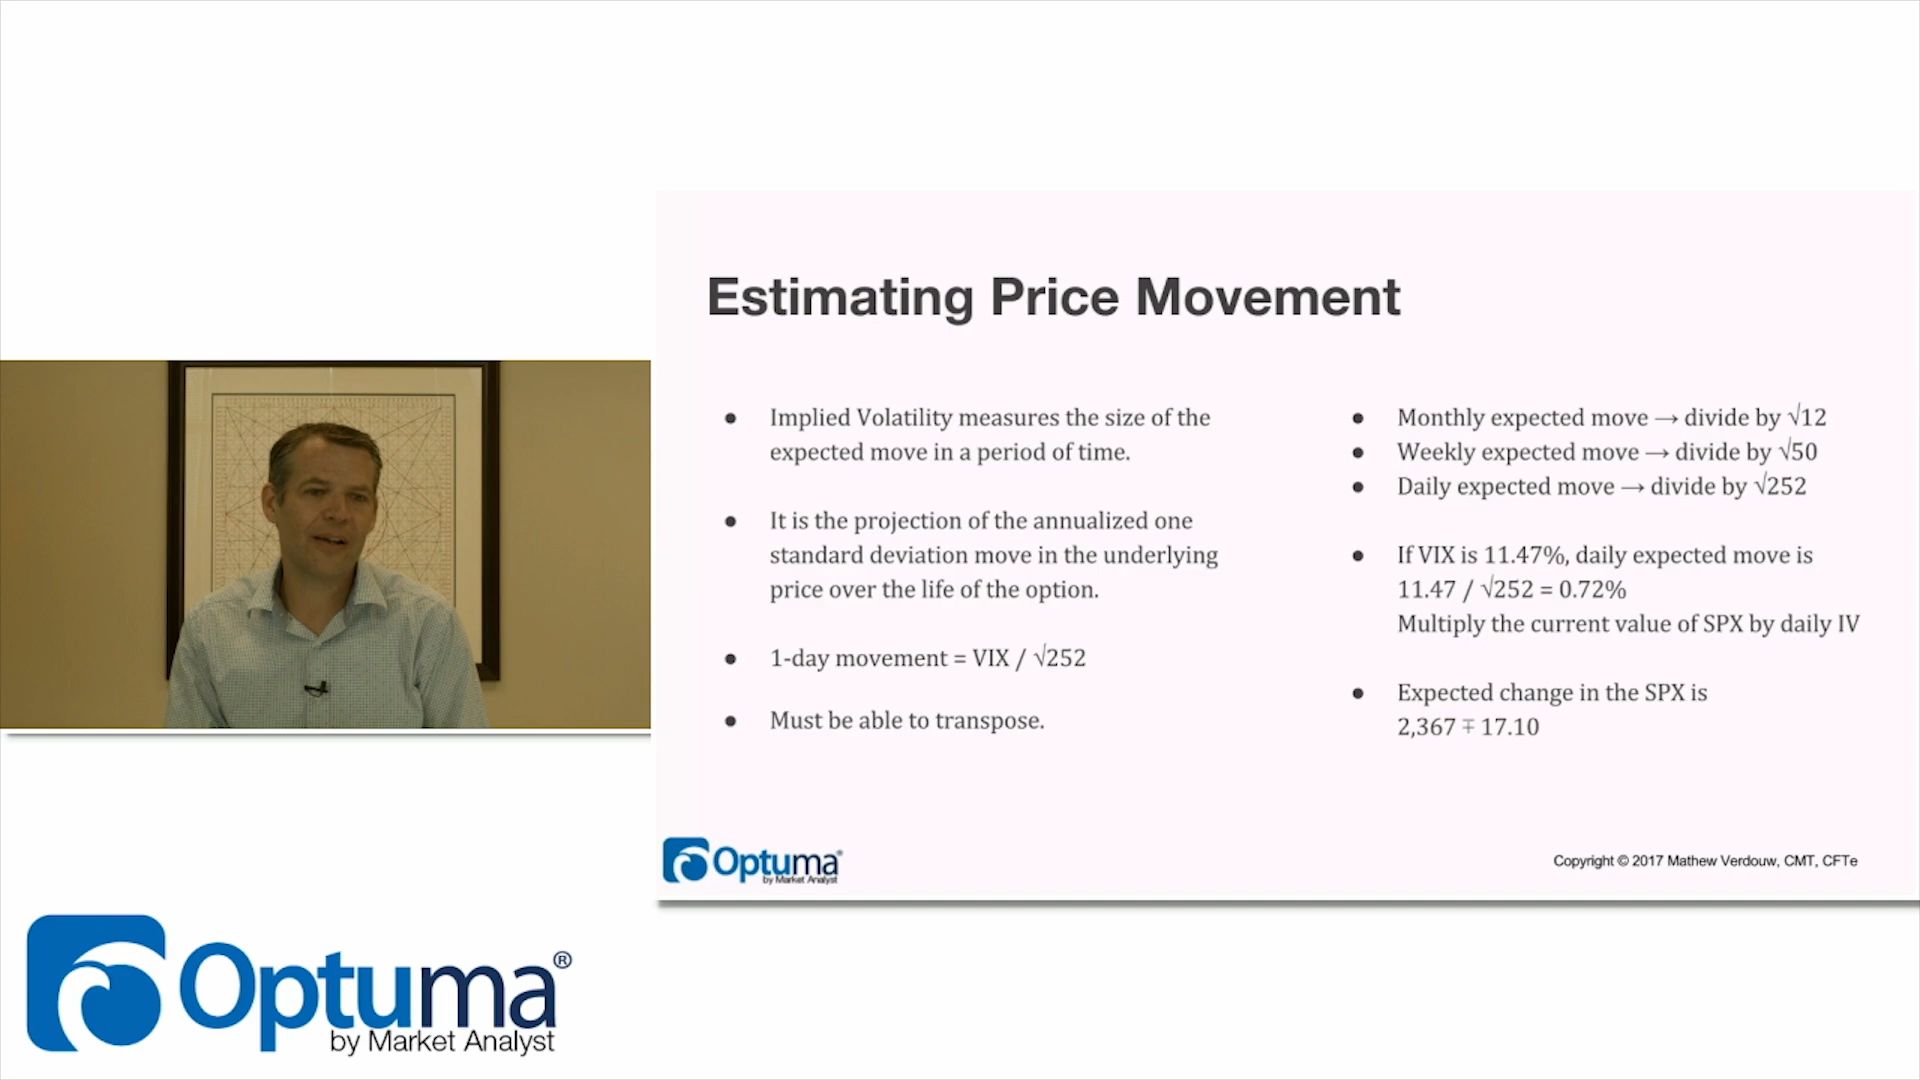 Estimating Price Movement
● Implied Volatility measures the size of the
expected move in a period of time.
● It is the projection of the annualized one
standard deviation move in the underlying
price over the life of the option.
● 1-day movement = VIX / √252
● Must be able to transpose.
● Monthly expected move → divide by √12
● Weekly expected move → divide by √50
● Daily expected move → divide by √252
● If VIX is 11.47%, daily expected move is
11.47 / √252 = 0.72%
Multiply the current value of SPX by daily IV
● Expected change in the SPX is
2,367 ∓ 17.10
Optuma®
by Market Analyst
Copyright © 2017 Mathew Verdouw, CMT, CFTe
Optuma®
by Market Analyst